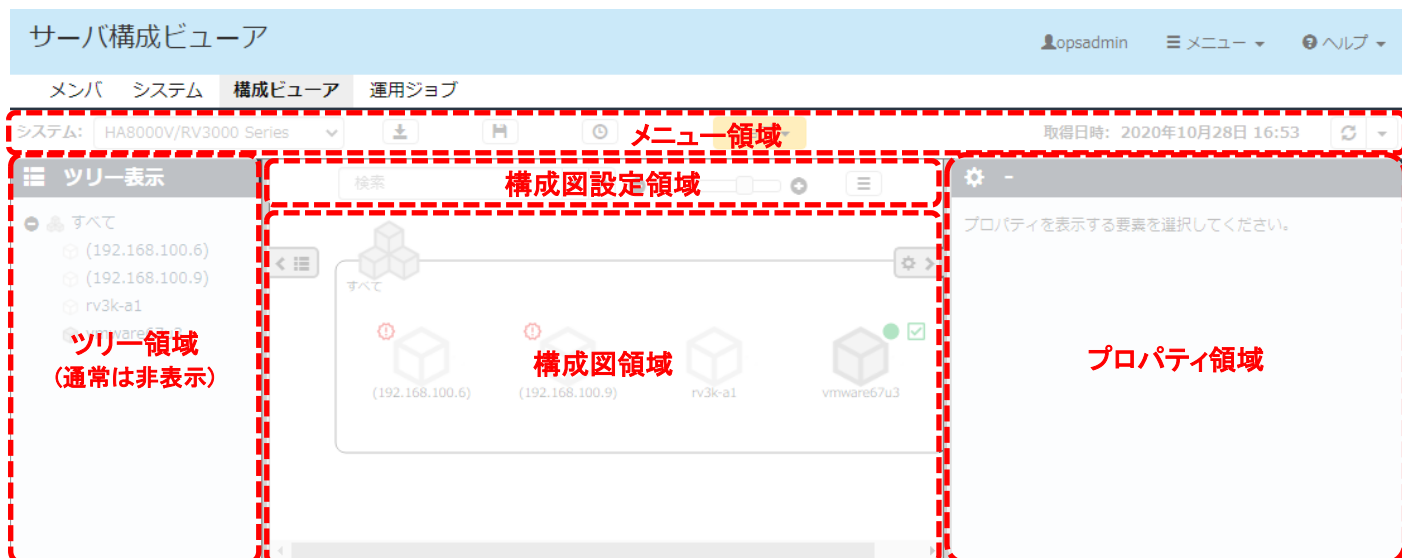 サーバ構成ビューア
opsadmin
メニュー
ヘルプ
メンバ システム 構成ビューア 運用ジョブ
システム: HA8000V/RV3000 Series
メニュー領域
取得日時: 2020年10月28日 16:53
ツリー表示
検索
構成図設定領域
-
すべて
(192.168.100.6)
(192.168.100.9)
rv3k-a1
vmware67u3
ツリー領域
(通常は非表示)
すべて
構成図領域
(192.168.100.6)
(192.168.100.9)
rv3k-a1
vmware67u3
プロパティを表示する要素を選択してください。
プロパティ領域